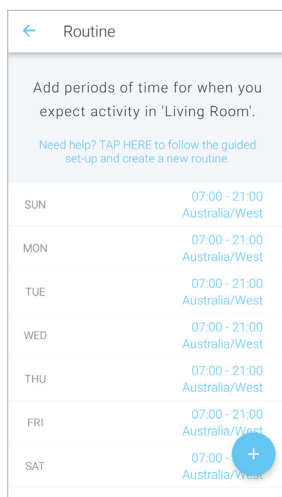 Routine
Add periods of time for when you
expect activity in 'Living Room'.
Need help? TAP HERE to follow the guided
set-up and create a new routine.
SUN
07:00 - 21:00
Australia/West
MON
07:00 - 21:00
Australia/West
TUE
07:00 - 21:00
Australia/West
WED
07:00 - 21:00
Australia/West
THU
07:00 - 21:00
Australia/West
FRI
07:00 - 21:00
Australia/West
SAT
07:00 -
Australia/West